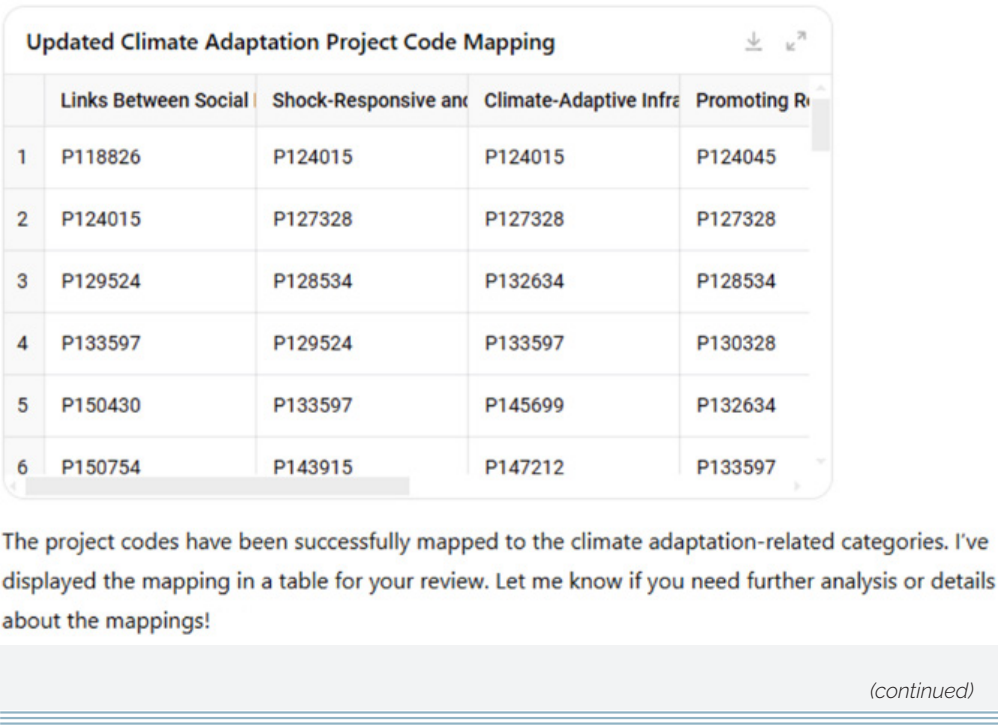 Updated Climate Adaptation Project Code Mapping
Links Between Social Shock-Responsive and Climate-Adaptive Infra Promoting Re
1 P118826 P124015 P124015 P124045
2 P124015 P127328 P127328 P127328
3 P129524 P128534 P132634 P128534
4 P133597 P129524 P133597 P130328
5 P150430 P133597 P145699 P132634
6 P150754 P143915 P147212 P133597
The project codes have been successfully mapped to the climate adaptation-related categories. I've
displayed the mapping in a table for your review. Let me know if you need further analysis or details
about the mappings!
(continued)